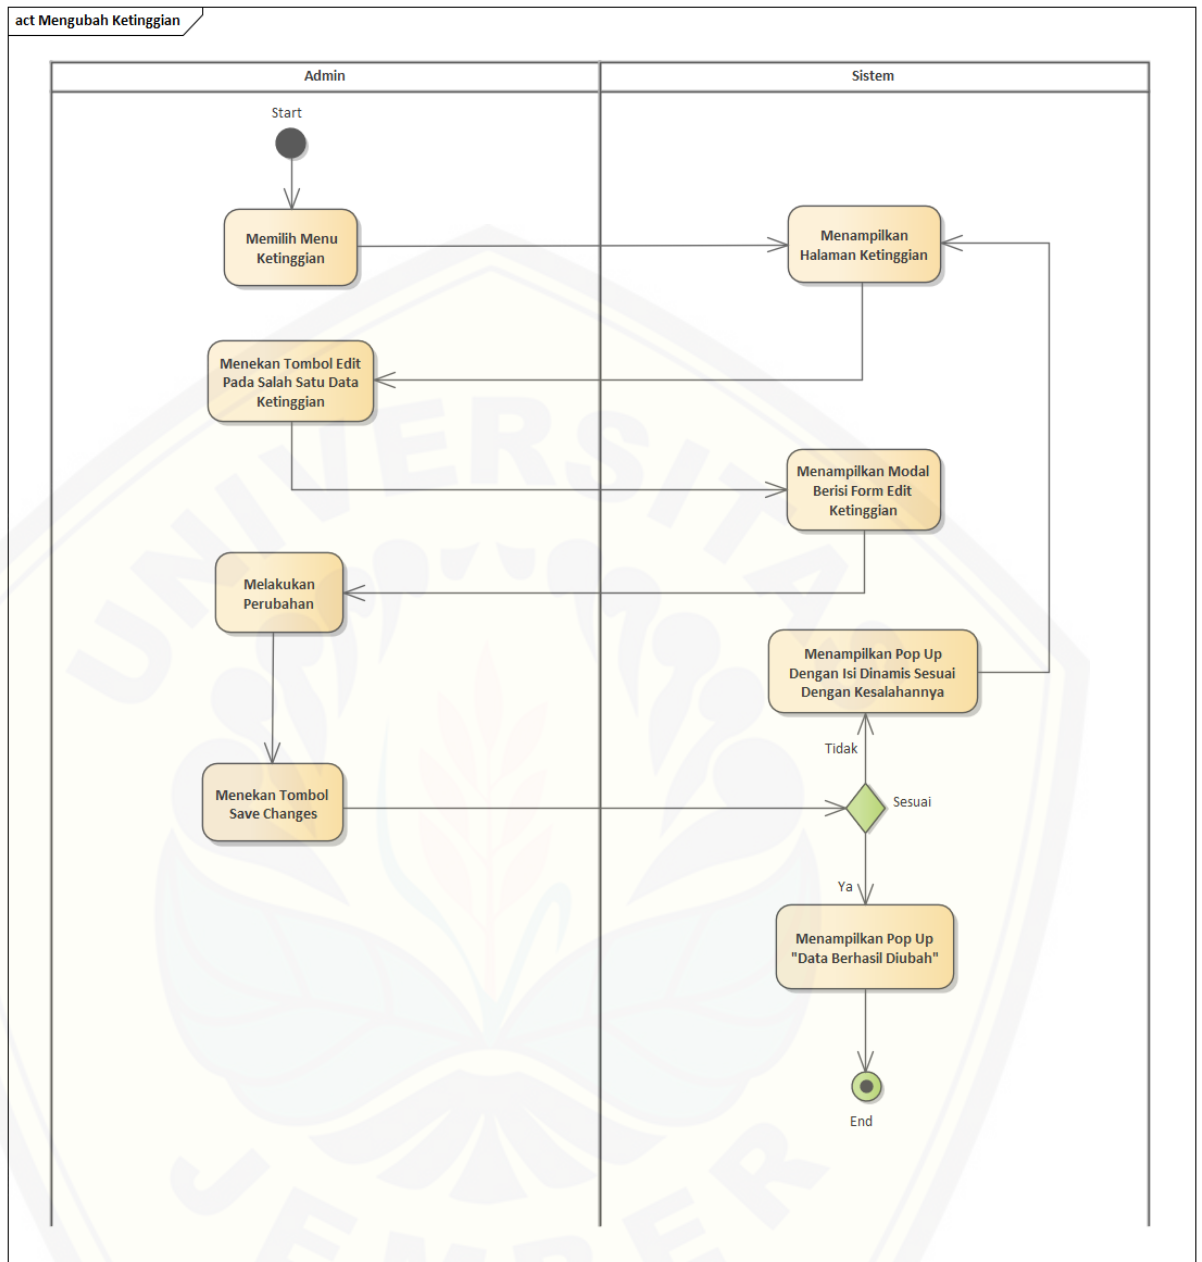 act Mengubah Ketinggian
Admin
Sistem
Start
Memilih Menu
Ketinggian
Menampilkan
Halaman Ketinggian
Menekan Tombol Edit
Pada Salah Satu Data
Ketinggian
Menampilkan Modal
Berisi Form Edit
Ketinggian
Melakukan
Perubahan
Menampilkan Pop Up
Dengan Isi Dinamis Sesuai
Dengan Kesalahannya
Tidak
Menekan Tombol
Save Changes
Sesuai
Ya
Menampilkan Pop Up
"Data Berhasil Diubah"
End
UNIVERSITAS
JEMBER